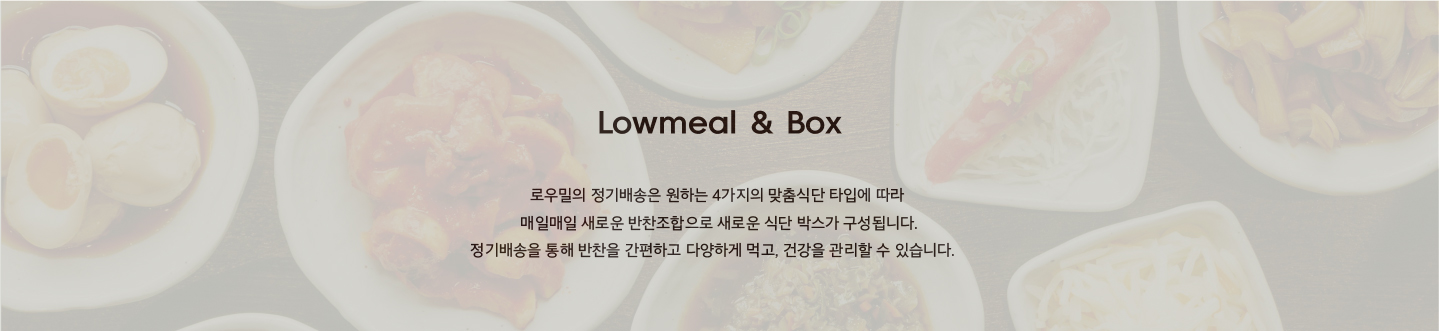 Lowmeal & Box
로우밀의 정기배송은 원하는 4가지의 맞춤식단 타입에 따라
매일매일 새로운 반찬조합으로 새로운 식단 박스가 구성됩니다.
정기배송을 통해 반찬을 간편하고 다양하게 먹고, 건강을 관리할 수 있습니다.